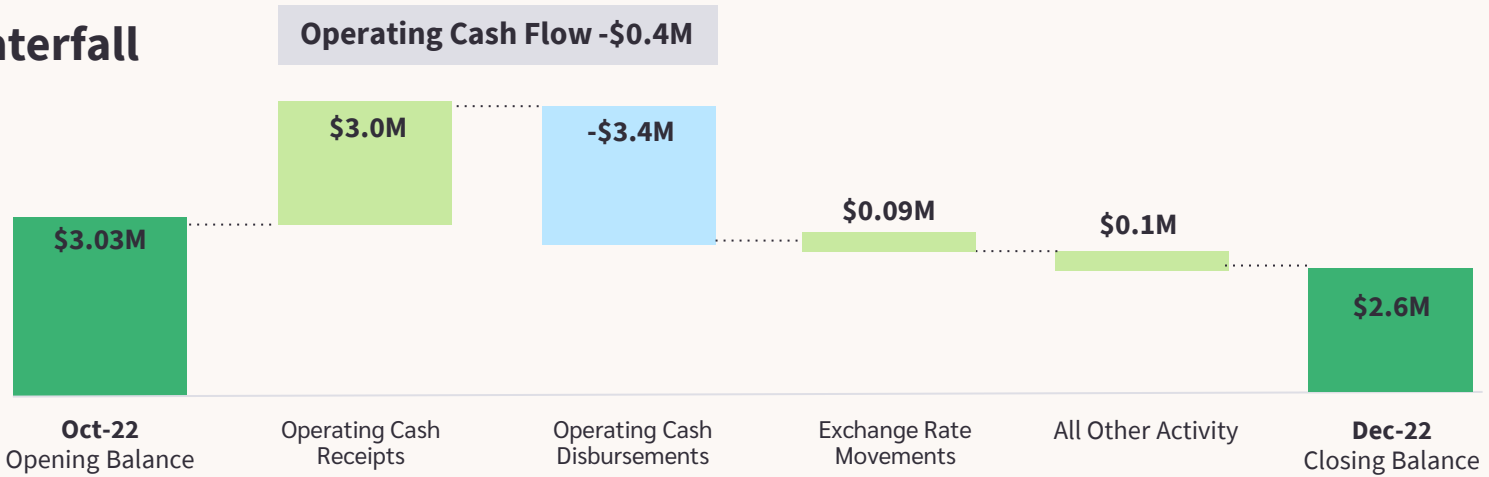 Operating Cash Flow -$0.4M
$3.03M
$3.0M
-$3.4M
$0.09M
$0.1M
$2.6M
Oct-22
Opening Balance
Operating Cash
Receipts
Operating Cash
Disbursements
Exchange Rate
Movements
All Other Activity
Dec-22
Closing Balance